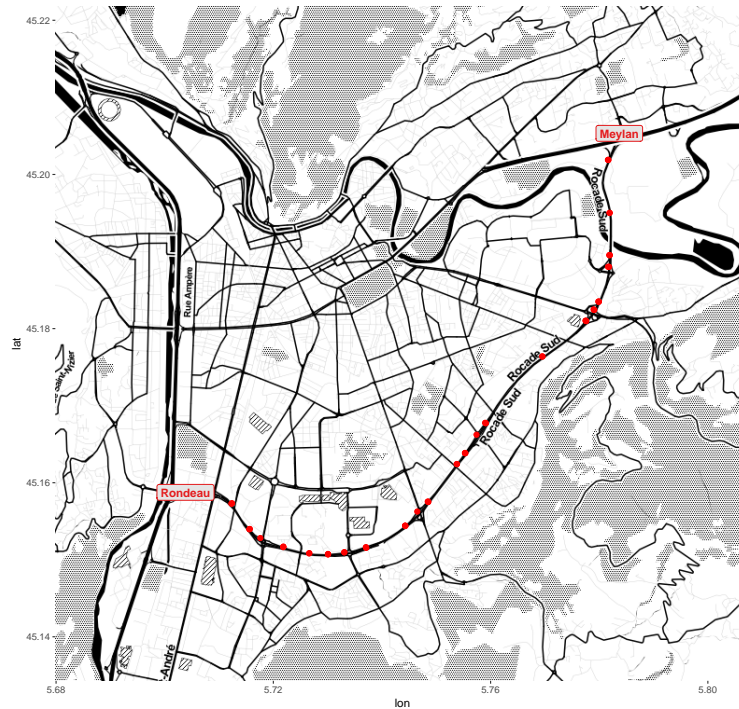 45.22
Meylan
45.20
Rocade Sud
Rue Ampère
45.18
lat
Rocade Sud
Rocade Sud
45.16
Rondeau
45.14
-André
5.68
5.72
5.76
5.80
lon